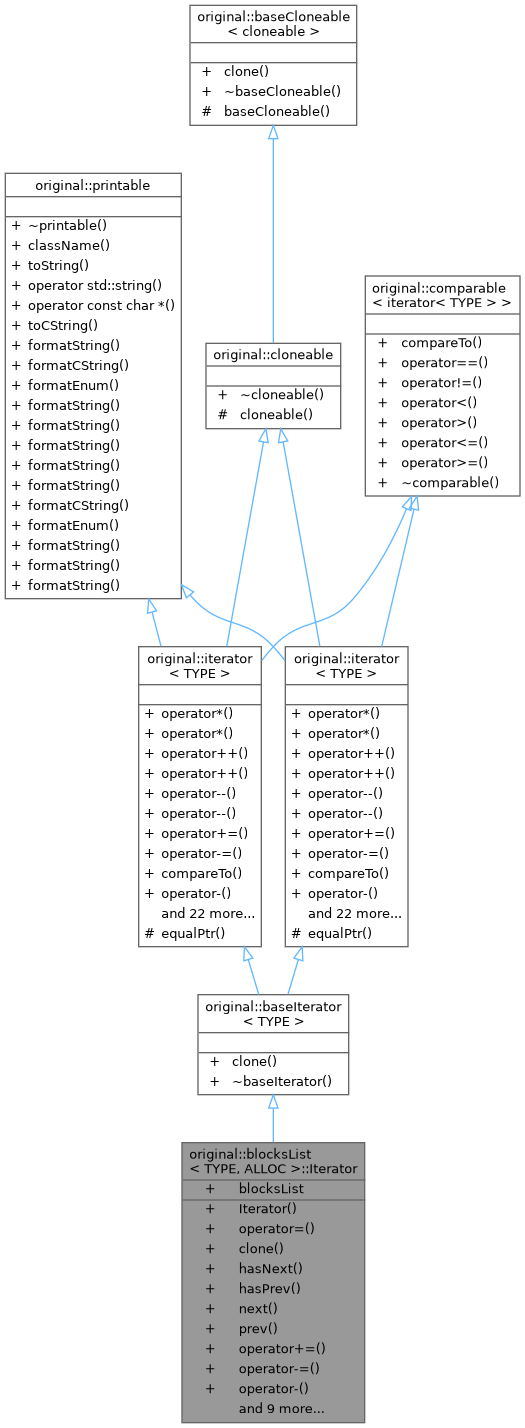 original::baseCloneable
< cloneable >
+ clone()
+ ~baseCloneable()
# baseCloneable()
original::printable
+ ~printable()
+ className()
+ toString()
+ operator std::string()
+ operator const char *()
+ toCString()
+ formatString()
+ formatCString()
+ formatEnum()
+ formatString()
+ formatString()
+ formatString()
+ formatString()
+ formatString()
+ formatCString()
+ formatEnum()
+ formatString()
+ formatString()
+ formatString()
original::cloneable
+ ~cloneable()
# cloneable()
original::comparable
< iterator< TYPE > >
+ compareTo()
+ operator==()
+ operator!=()
+ operator<()
+ operator>()
+ operator<=()
+ operator>=()
+ ~comparable()
original::iterator
< TYPE >
+ operator*()
+ operator*()
+ operator++()
+ operator++()
+ operator--()
+ operator--()
+ operator+=()
+ operator-=()
+ compareTo()
+ operator-()
and 22 more...
# equalPtr()
original::iterator
< TYPE >
+ operator*()
+ operator*()
+ operator++()
+ operator++()
+ operator--()
+ operator--()
+ operator+=()
+ operator-=()
+ compareTo()
+ operator-()
and 22 more...
# equalPtr()
original::baseIterator
< TYPE >
+ clone()
+ ~baseIterator()
original::blocksList
< TYPE, ALLOC >::Iterator
+ blocksList
+ Iterator()
+ operator=()
+ clone()
+ hasNext()
+ hasPrev()
+ next()
+ prev()
+ operator+=()
+ operator-=()
+ operator-()
and 9 more...